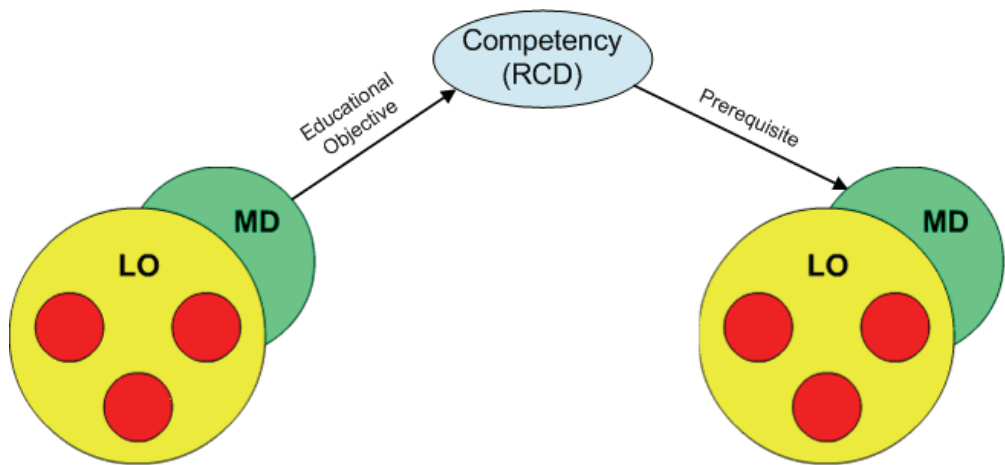 Competency
(RCD)
Educational
Objective
Prerequisite
MD
LO
MD
LO